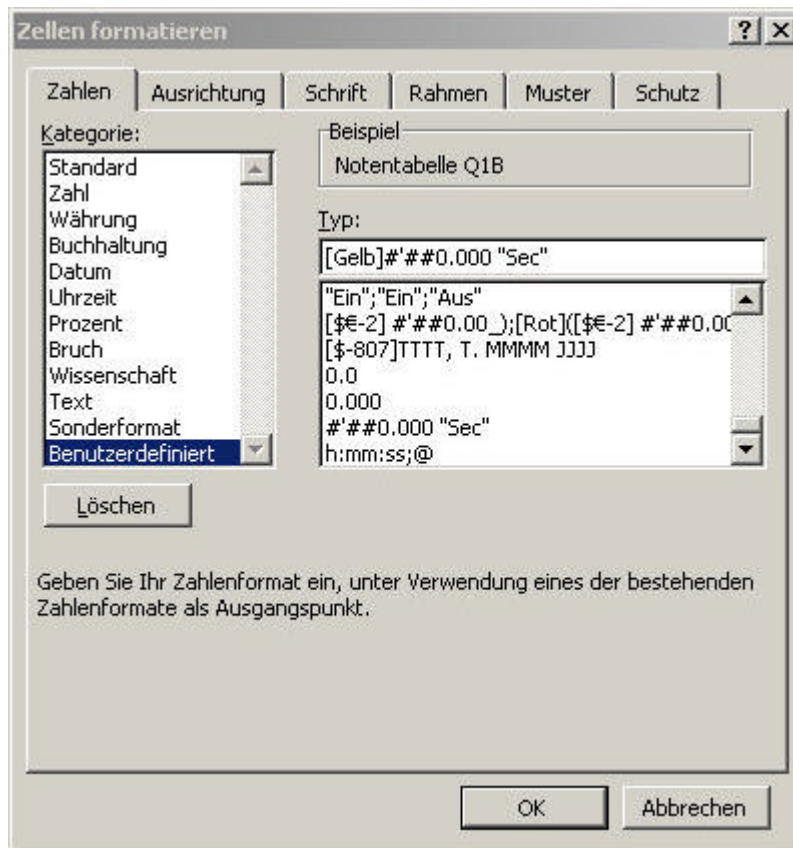 Zellen formatieren
Zahlen Ausrichtung Schrift Rahmen Muster Schutz
Kategorie:
Standard
Zahl
Währung
Buchhaltung
Datum
Uhrzeit
Prozent
Bruch
Wissenschaft
Text
Sonderformat
Benutzerdefiniert
Beispiel
Notentabelle Q1B
Typ:
[Gelb]#'##0.000 "Sec"
"Ein";"Ein";"Aus"
[$€-2] #'##0.00_);[Rot]([$€-2] #'##0.00
[$-807]TTTT, T. MMMM JJJJ
0.0
0.000
#'##0.000 "Sec"
h:mm:ss;@
Löschen
Geben Sie Ihr Zahlenformat ein, unter Verwendung eines der bestehenden
Zahlenformate als Ausgangspunkt.
OK Abbrechen